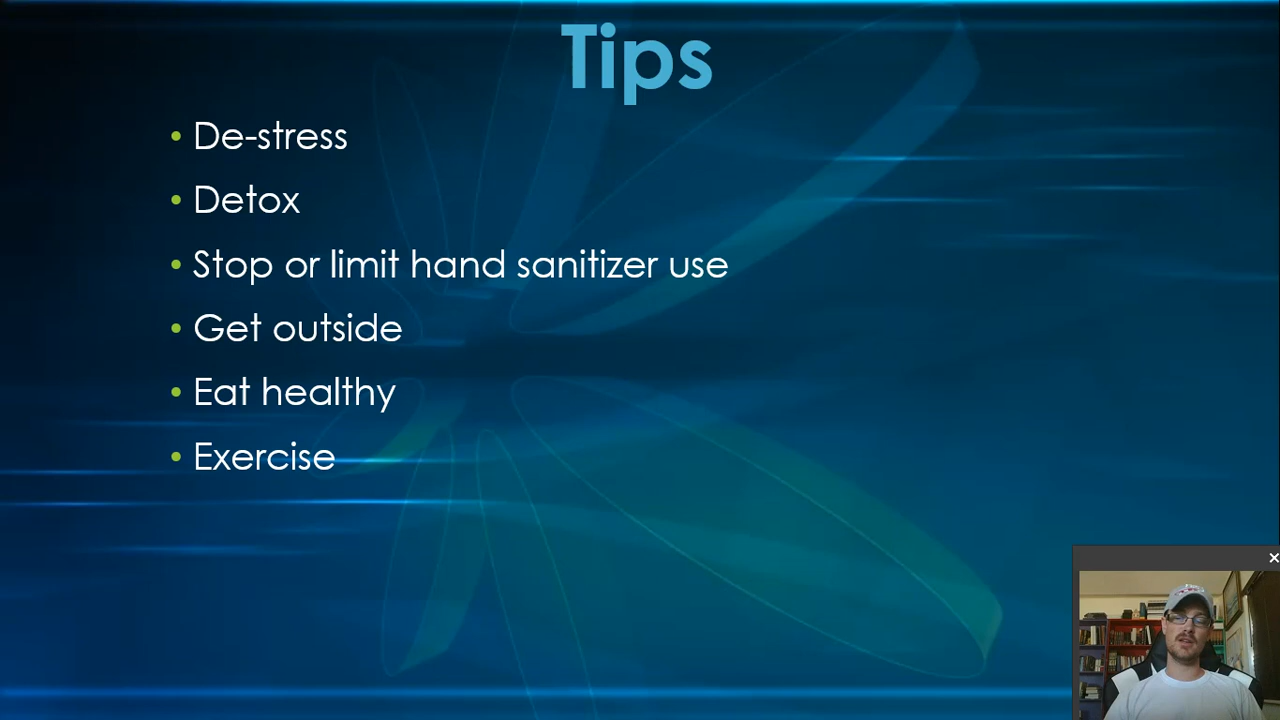 Tips
• De-stress
• Detox
• Stop or limit hand sanitizer use
• Get outside
• Eat healthy
• Exercise